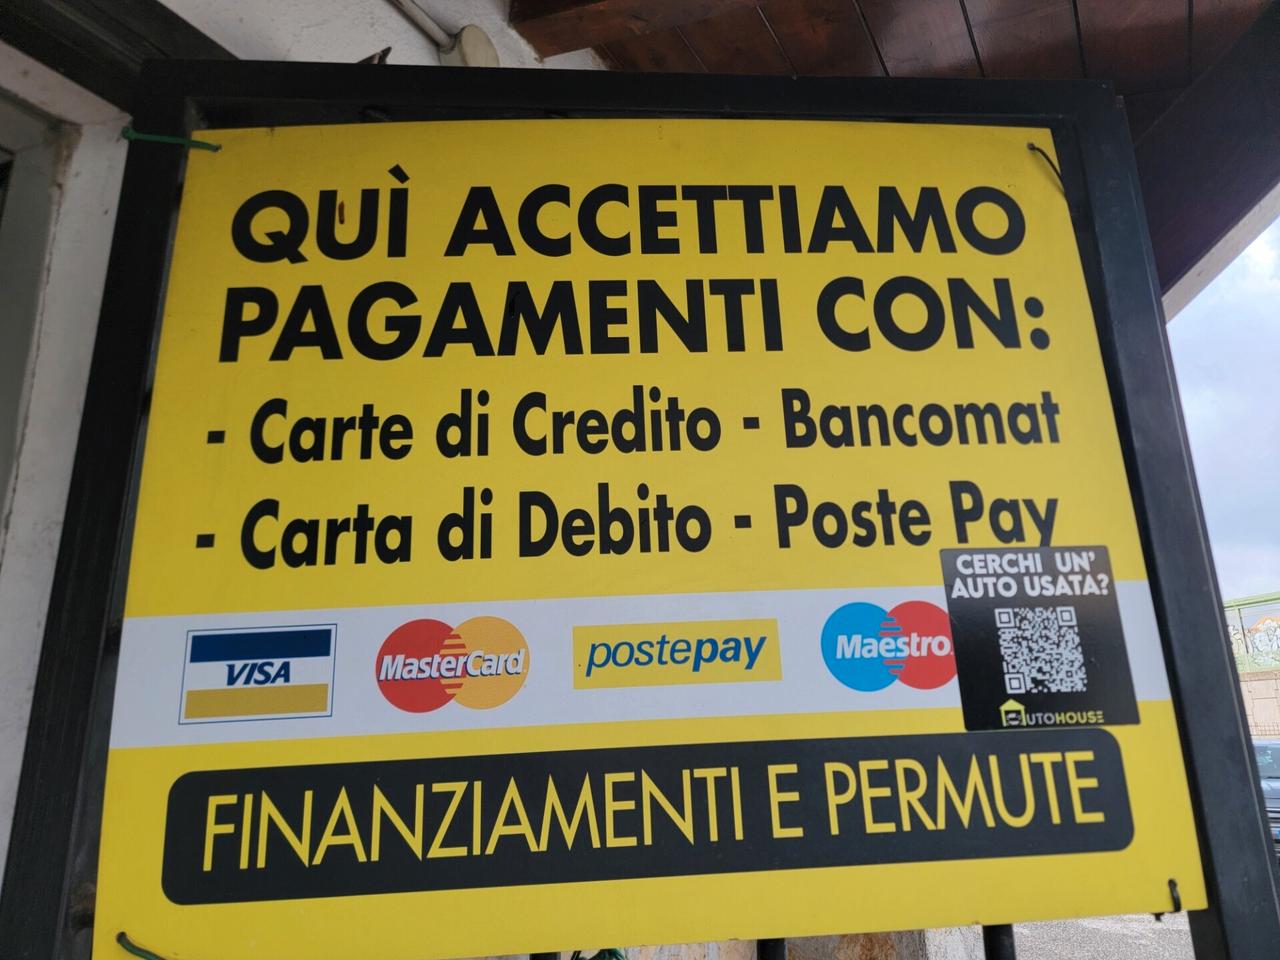 QUÌ ACCETTIAMO
PAGAMENTI CON:
- Carte di Credito - Bancomat
- Carta di Debito - Poste Pay
CERCHI UN'
AUTO USATA?
VISA MasterCard postepay Maestro
AUTOHOUSE
FINANZIAMENTI E PERMUTE